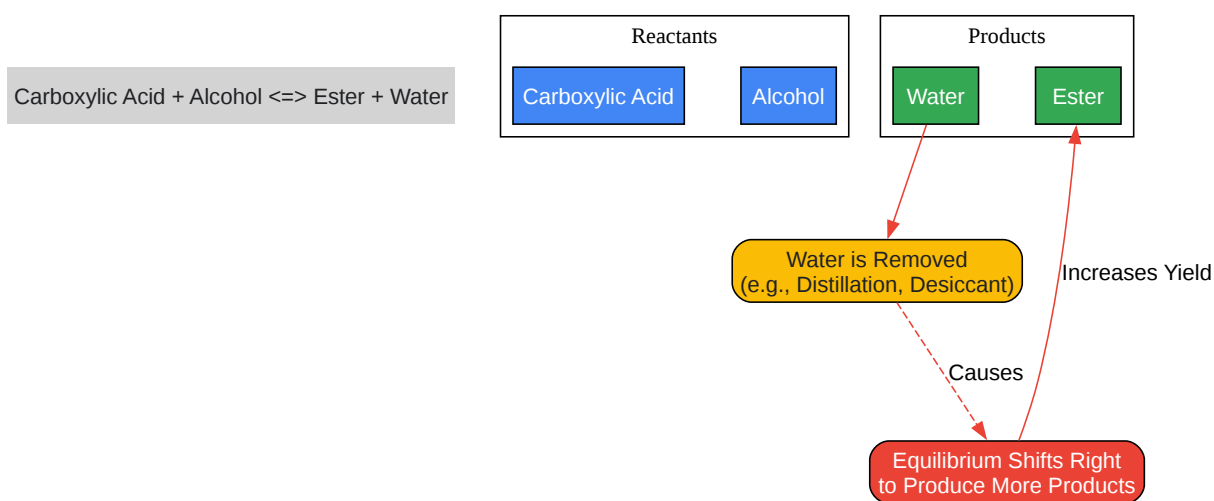 Reactants
Products
Carboxylic Acid + Alcohol <=> Ester + Water
Carboxylic Acid
Alcohol
Water
Ester
Water is Removed
(e.g., Distillation, Desiccant)
Increases Yield
Causes
Equilibrium Shifts Right
to Produce More Products